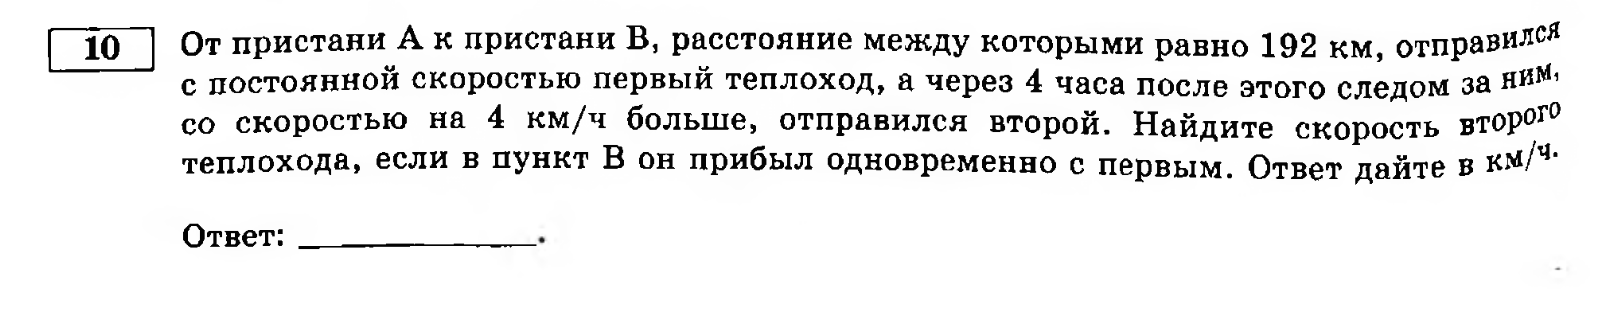 10 От пристани А к пристани В, расстояние между которыми равно 192 км, отправился
с постоянной скоростью первый теплоход, а через 4 часа после этого следом за ним,
со скоростью на 4 км/ч больше, отправился второй. Найдите скорость второго
теплохода, если в пункт В он прибыл одновременно с первым. Ответ дайте в км/ч.
Ответ: ____________.